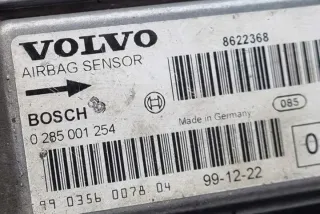 VOLVO
8622368
AIRBAG SENSOR
BOSCH
Made in Germany
085
0 285 001 254
0
99 0356 0078 04
99-12-22